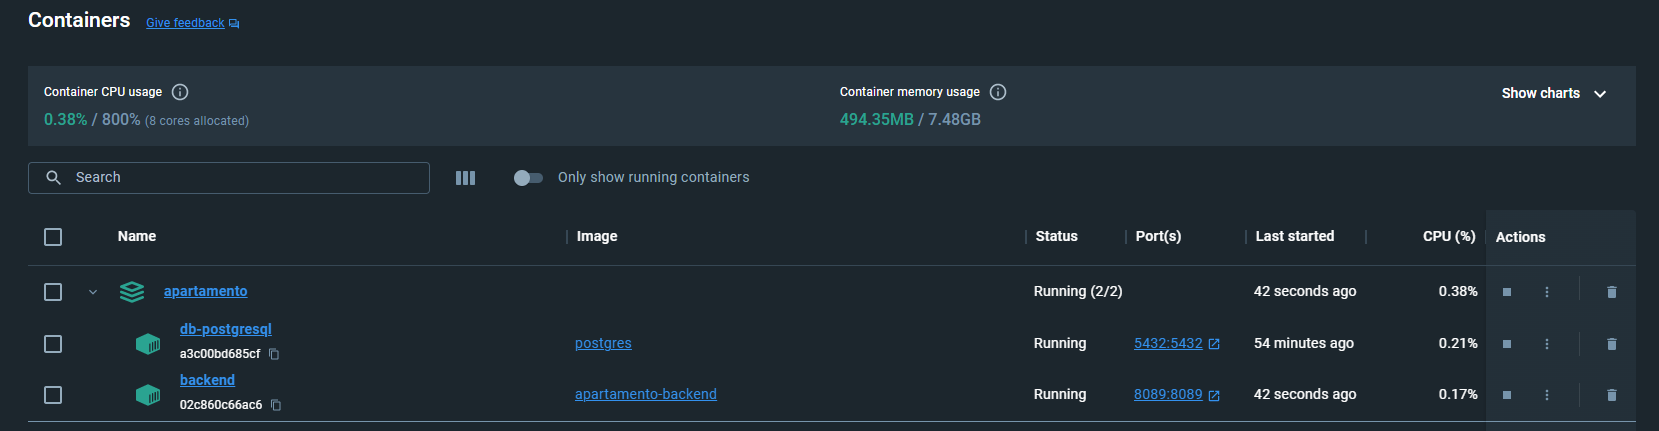 Containers Give feedback
Container CPU usage
0.38% / 800% (8 cores allocated)
Container memory usage
494.35MB / 7.48GB
Show charts
Search
Only show running containers
Name Image Status Port(s) Last started CPU (%) Actions
apartamento Running (2/2) 42 seconds ago 0.38%
db-postgresql
a3c00bd685cf
postgres Running 5432:5432 54 minutes ago 0.21%
backend
02c860c66ac6
apartamento-backend Running 8089:8089 42 seconds ago 0.17%